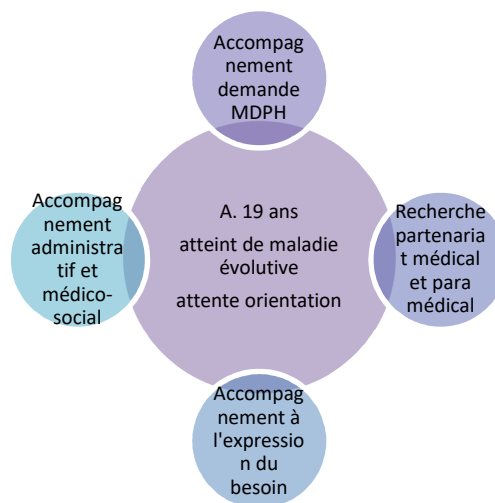 Accompag
nement
demande
MDPH
Accompag
nement
administra
tif et
médico-
social
A. 19 ans
atteint de maladie
évolutive
attente orientation
Recherche
partenaria
t médical
et para
médical
Accompag
nement à
l'expressio
n du
besoin